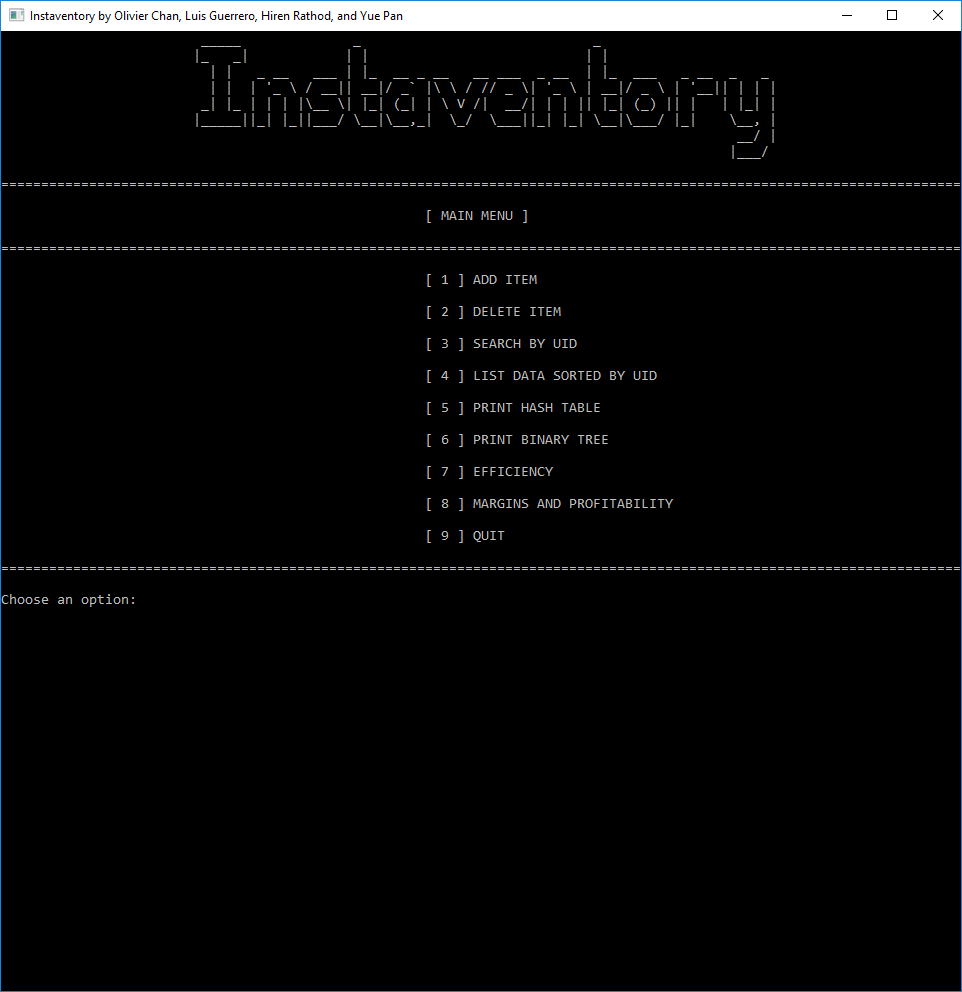 Instaventory by Olivier Chan, Luis Guerrero, Hiren Rathod, and Yue Pan
Instaventory
[ MAIN MENU ]
[ 1 ] ADD ITEM
[ 2 ] DELETE ITEM
[ 3 ] SEARCH BY UID
[ 4 ] LIST DATA SORTED BY UID
[ 5 ] PRINT HASH TABLE
[ 6 ] PRINT BINARY TREE
[ 7 ] EFFICIENCY
[ 8 ] MARGINS AND PROFITABILITY
[ 9 ] QUIT
Choose an option: